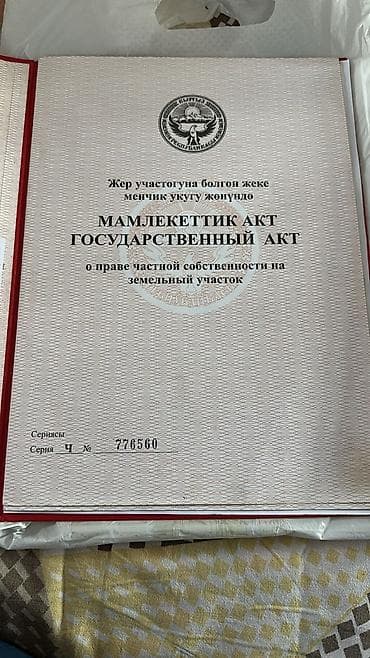 Жер участогуна болгон жеке
менчик укугу жөнүндө
МАМЛЕКЕТТИК АКТ
ГОСУДАРСТВЕННЫЙ АКТ
о праве частной собственности на
земельный участок
Сериясы
Серия Ч № 776560